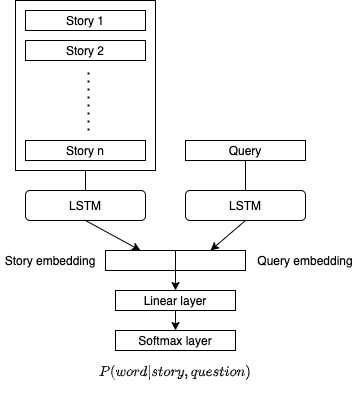 Story 1
Story 2
Story n
Query
LSTM
LSTM
Story embedding
Query embedding
Linear layer
Softmax layer
P(word|story, question)